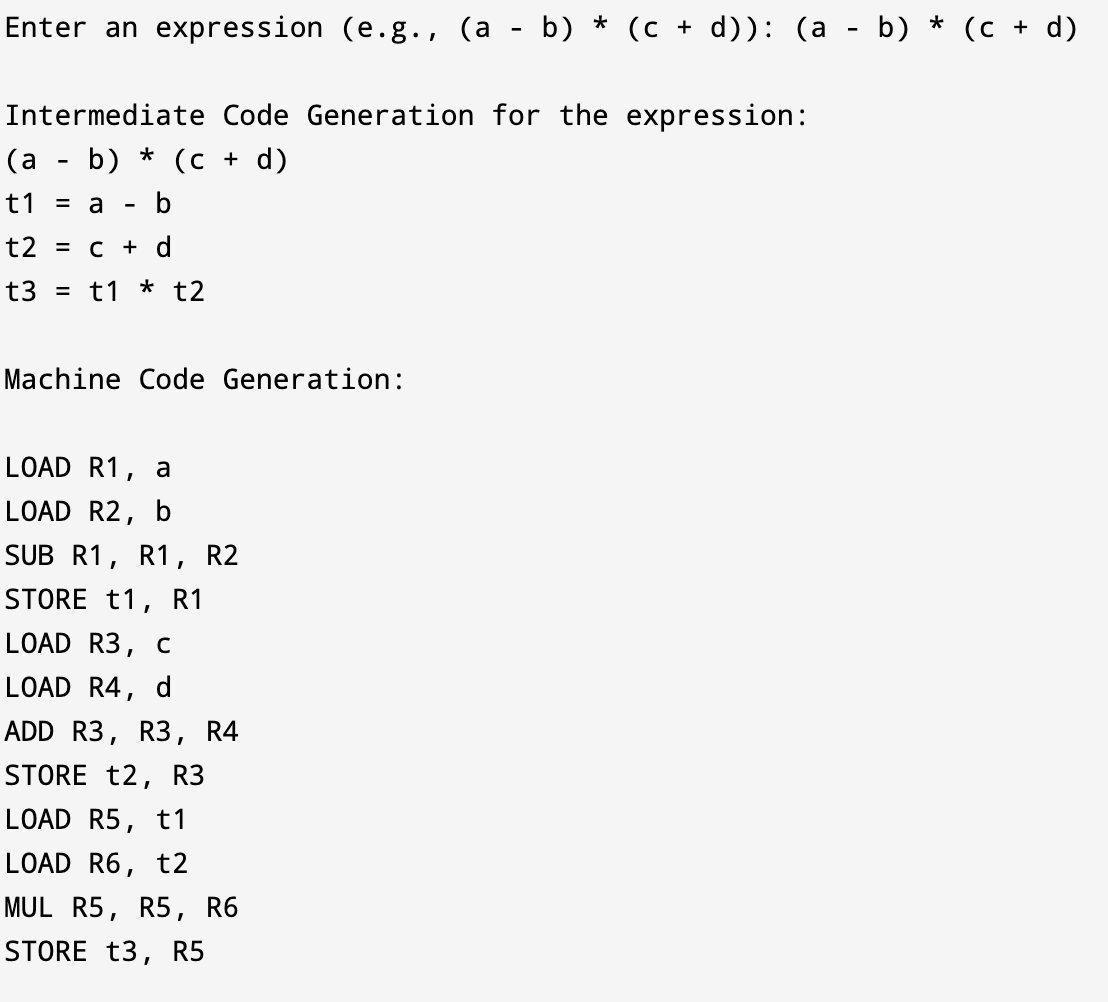 Enter an expression (e.g., (a - b) * (c + d)): (a - b) * (c + d)
Intermediate Code Generation for the expression:
(a - b) * (c + d)
t1 = a - b
t2 = c + d
t3 = t1 * t2
Machine Code Generation:
LOAD R1, a
LOAD R2, b
SUB R1, R1, R2
STORE t1, R1
LOAD R3, c
LOAD R4, d
ADD R3, R3, R4
STORE t2, R3
LOAD R5, t1
LOAD R6, t2
MUL R5, R5, R6
STORE t3, R5